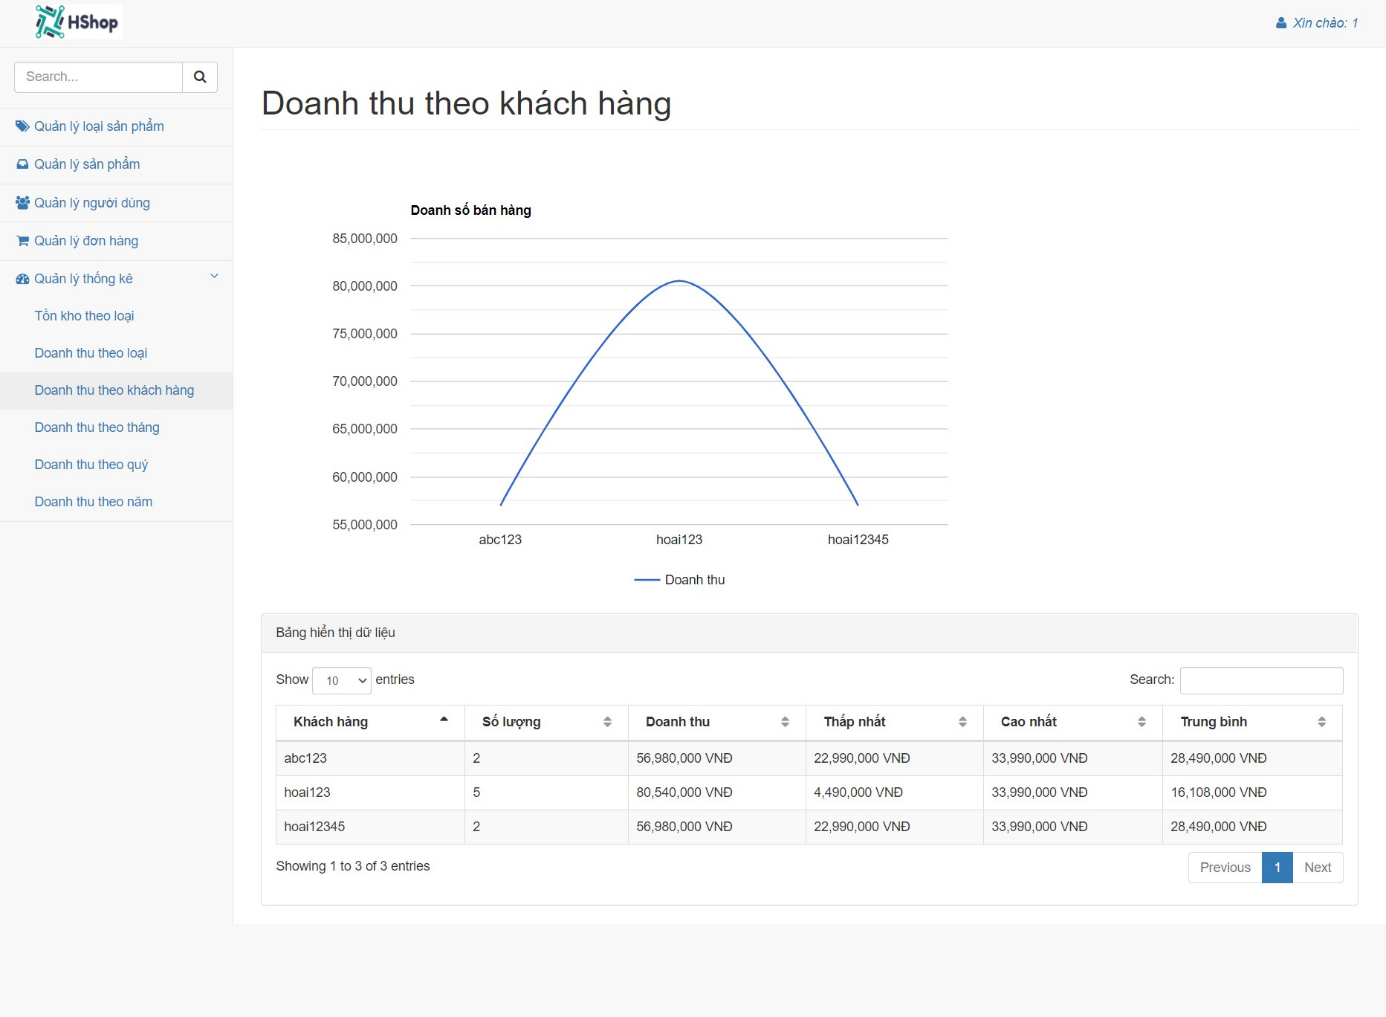 HShop
Xin chào: 1
Search...
Quản lý loại sản phẩm
Quản lý sản phẩm
Quản lý người dùng
Quản lý đơn hàng
Quản lý thống kê
Tồn kho theo loại
Doanh thu theo loại
Doanh thu theo khách hàng
Doanh thu theo tháng
Doanh thu theo quý
Doanh thu theo năm
Doanh thu theo khách hàng
Doanh số bán hàng
85,000,000
80,000,000
75,000,000
70,000,000
65,000,000
60,000,000
55,000,000
abc123 hoai123 hoai12345
Doanh thu
Bảng hiển thị dữ liệu
Show 10 entries Search:
Khách hàng Số lượng Doanh thu Thấp nhất Cao nhất Trung bình
abc123 2 56,980,000 VNĐ 22,990,000 VNĐ 33,990,000 VNĐ 28,490,000 VNĐ
hoai123 5 80,540,000 VNĐ 4,490,000 VNĐ 33,990,000 VNĐ 16,108,000 VNĐ
hoai12345 2 56,980,000 VNĐ 22,990,000 VNĐ 33,990,000 VNĐ 28,490,000 VNĐ
Showing 1 to 3 of 3 entries Previous 1 Next